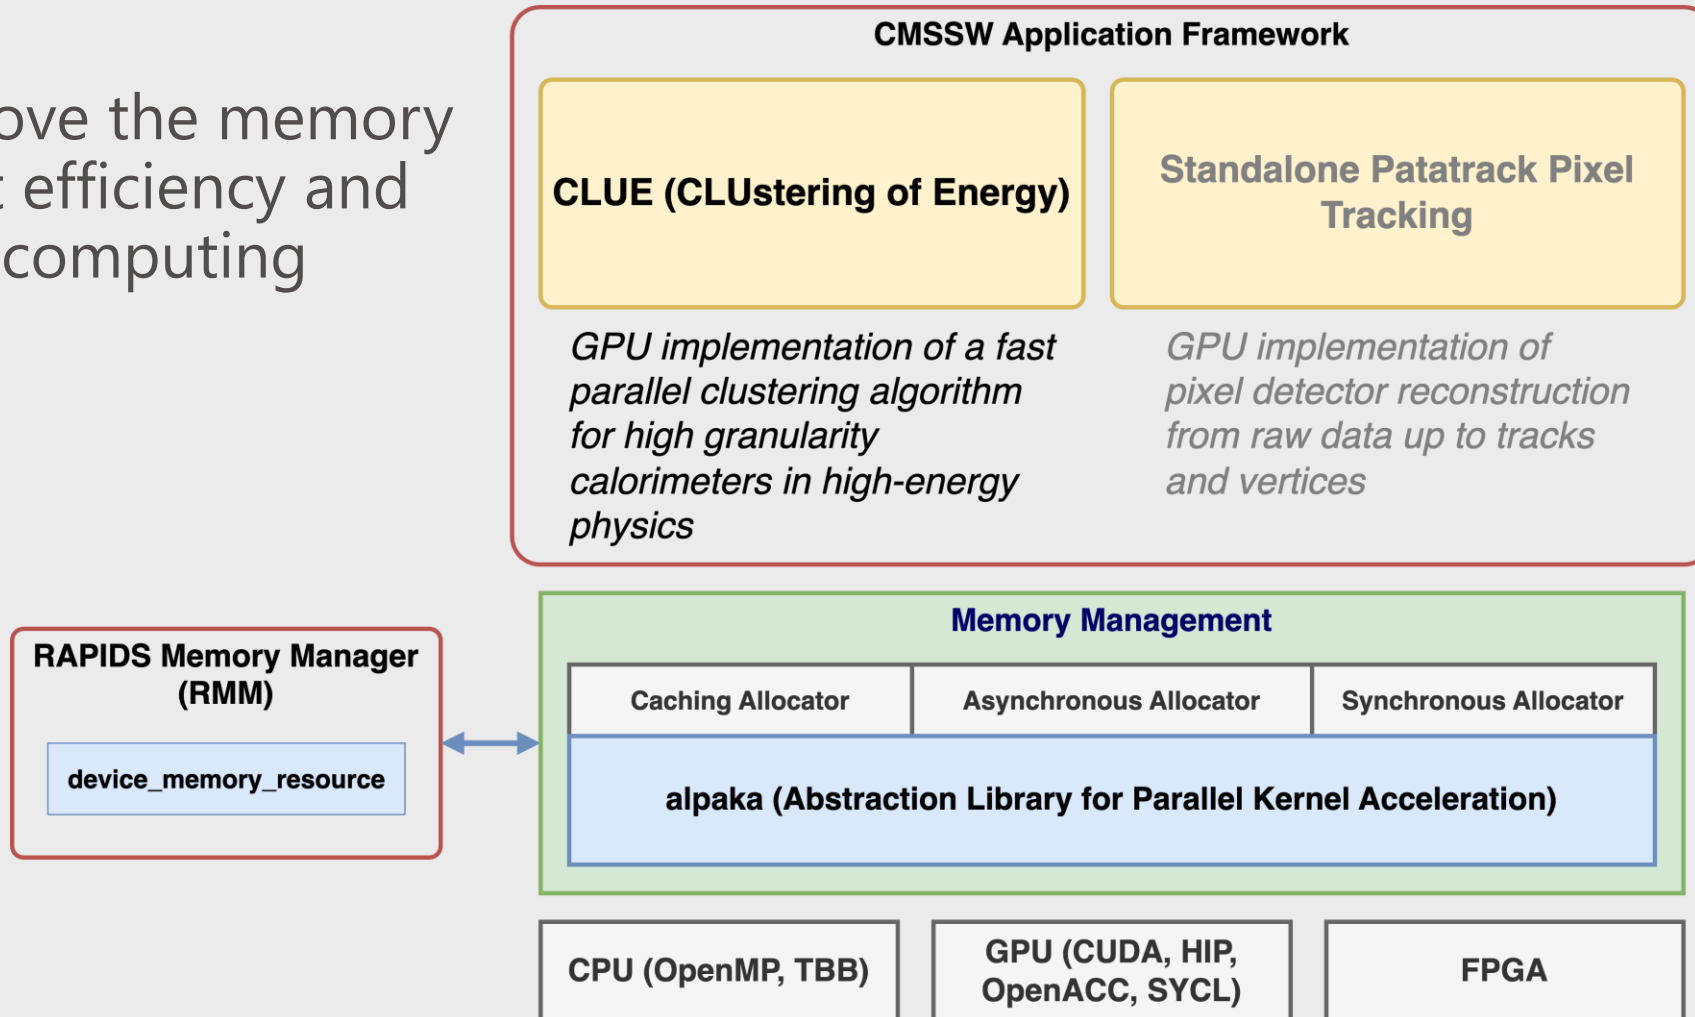 the memory
efficiency and
computing
CMSSW Application Framework
CLUE (CLUstering of Energy)
Standalone Patatrack Pixel
Tracking
GPU implementation of a fast
parallel clustering algorithm
for high granularity
calorimeters in high-energy
physics
GPU implementation of
pixel detector reconstruction
from raw data up to tracks
and vertices
RAPIDS Memory Manager
(RMM)
device_memory_resource
Memory Management
Caching Allocator
Asynchronous Allocator
Synchronous Allocator
alpaka (Abstraction Library for Parallel Kernel Acceleration)
CPU (OpenMP, TBB)
GPU (CUDA, HIP,
OpenACC, SYCL)
FPGA